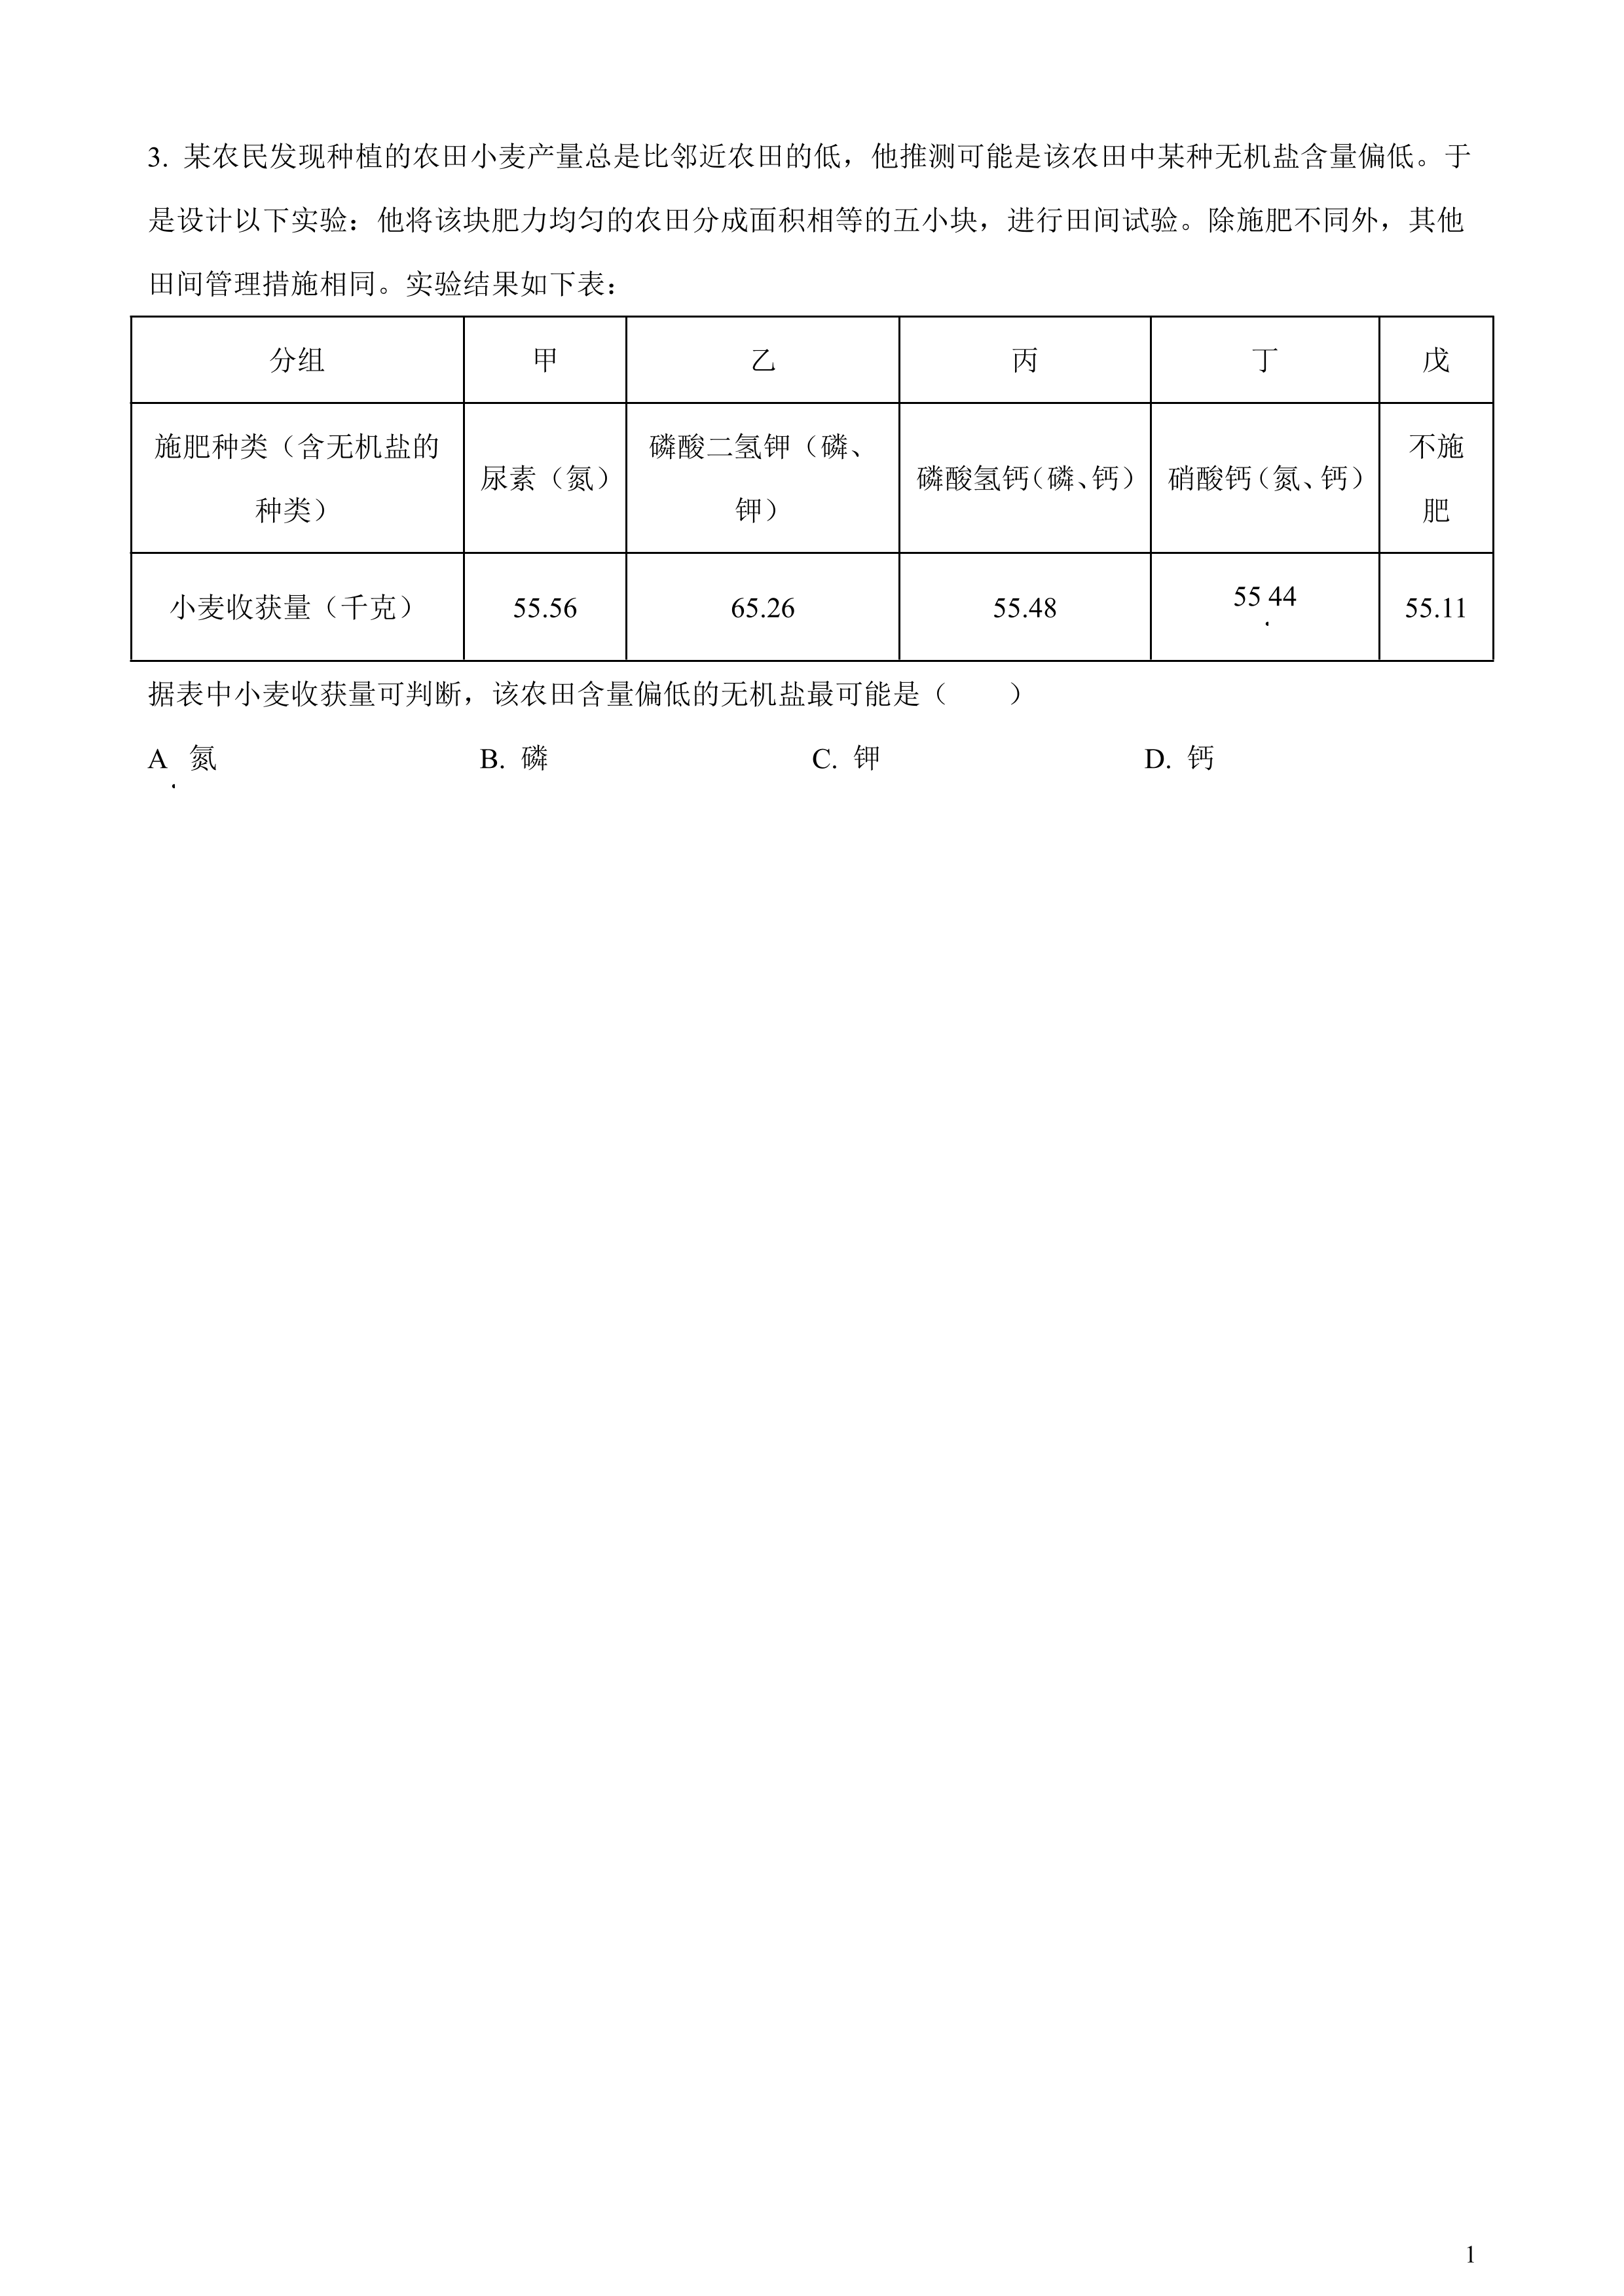 3. 某农民发现种植的农田小麦产量总是比邻近农田的低，他推测可能是该农田中某种无机盐含量偏低。于
是设计以下实验：他将该块肥力均匀的农田分成面积相等的五小块，进行田间试验。除施肥不同外，其他
田间管理措施相同。实验结果如下表：
分组 甲 乙 丙 丁 戊
施肥种类（含无机盐的
种类） 尿素（氮） 磷酸二氢钾（磷、
钾） 磷酸氢钙（磷、钙） 硝酸钙（氮、钙） 不施
肥
小麦收获量（千克） 55.56 65.26 55.48 55.44 55.11
据表中小麦收获量可判断，该农田含量偏低的无机盐最可能是（　　）
A. 氮 B. 磷 C. 钾 D. 钙
1